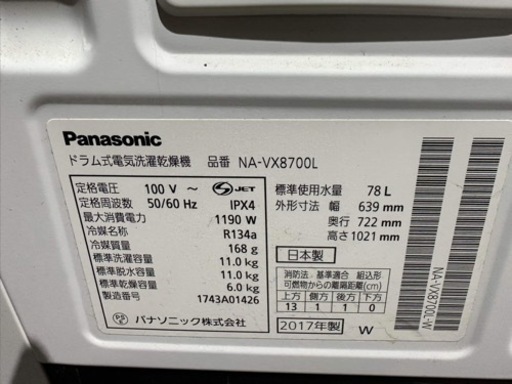 Panasonic
ドラム式電気洗濯乾燥機 品番 NA-VX8700L
定格電圧 100 V ～ JET
定格周波数 50/60 Hz IPX4
最大消費電力 1190 W
冷媒名称 R134a
冷媒質量 168 g
標準洗濯容量 11.0 kg
標準脱水容量 11.0 kg
標準乾燥容量 6.0 kg
製造番号 1743A01426
PSE パナソニック株式会社
標準使用水量 78 L
外形寸法 幅 639 mm
奥行 722 mm
高さ 1021 mm
日本製
消防法 基準適合 組込形
可燃物からの離隔距離(cm)
上方 側方 後方 下方
13 1 1 0
2017年製 W
NA-VX8700L-W